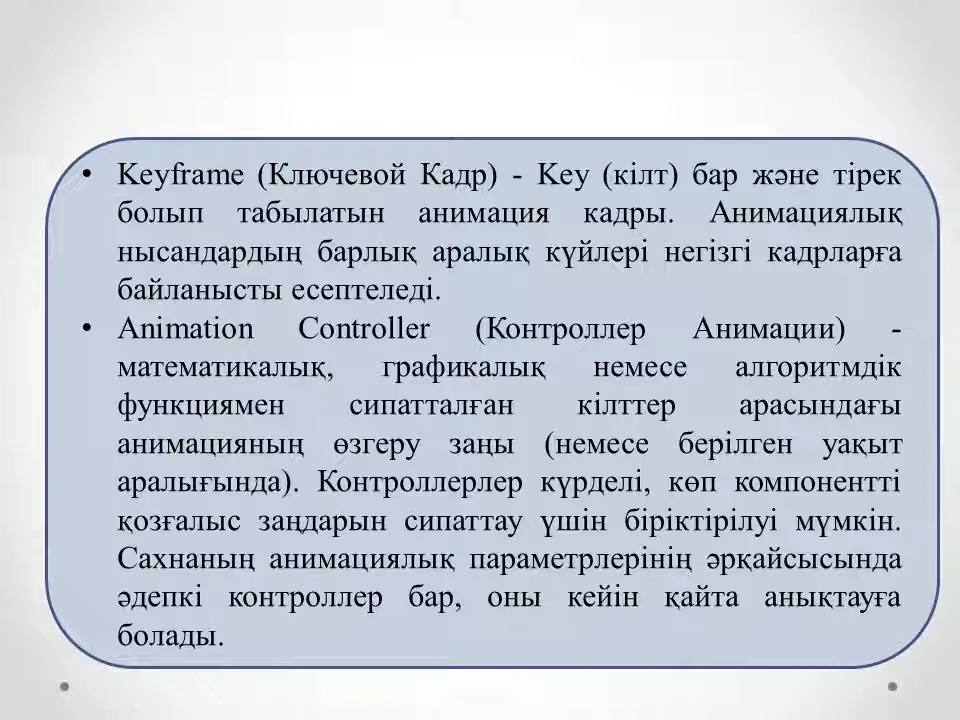 • Keyframe (Ключевой Кадр) - Key (кілт) бар және тірек
болып табылатын анимация кадры. Анимациялық
нысандардың барлық аралық күйлері негізгі кадрларға
байланысты есептеледі.
• Animation Controller (Контроллер Анимации) -
математикалық, графикалық немесе алгоритмдік
функциямен сипатталған кілттер арасындағы
анимацияның өзгеру заңы (немесе берілген уақыт
аралығында). Контроллерлер күрделі, көп компонентті
қозғалыс заңдарын сипаттау үшін біріктірілуі мүмкін.
Сахнаның анимациялық параметрлерінің әрқайсысында
әдепкі контроллер бар, оны кейін қайта анықтауға
болады.